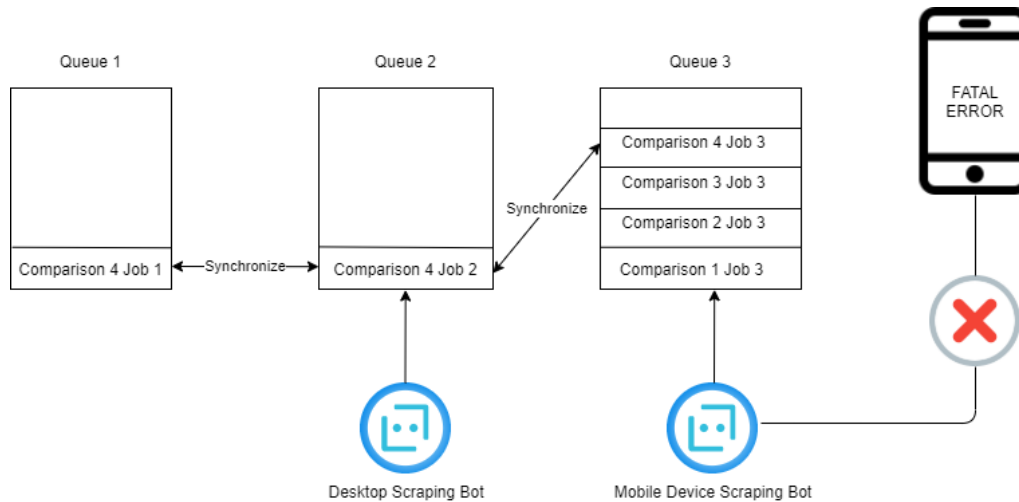 Queue 1
Queue 2
Queue 3
FATAL
ERROR
Comparison 4 Job 3
Comparison 3 Job 3
Synchronize
Comparison 2 Job 3
Comparison 4 Job 1
Synchronize
Comparison 4 Job 2
Comparison 1 Job 3
Desktop Scraping Bot
Mobile Device Scraping Bot